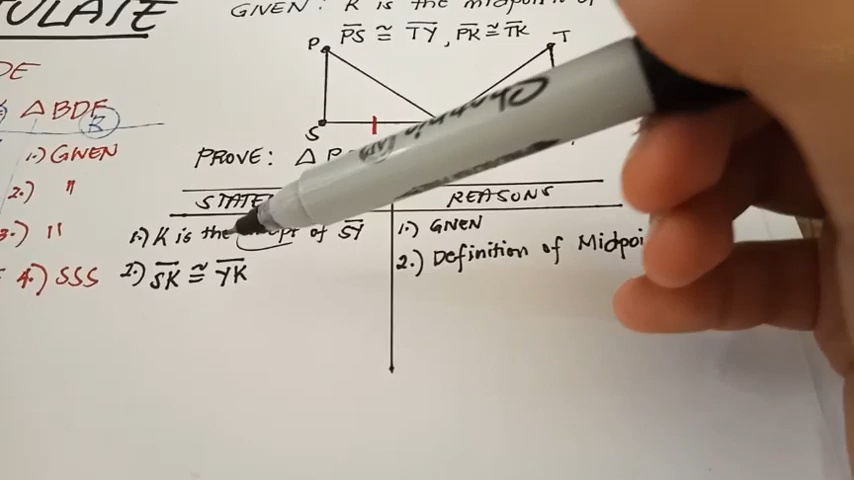 ULATE
GIVEN: K is the midpoint of
PS ≅ TY, PK ≅ TK
P
T
S
DE
△ BDF
B
1.) GIVEN
2.) "
3.) "
4.) SSS
PROVE: △ P
STATE
REASONS
1.) K is the of SY
1.) GIVEN
2.) SK ≅ YK
2.) Definition of Midpoi